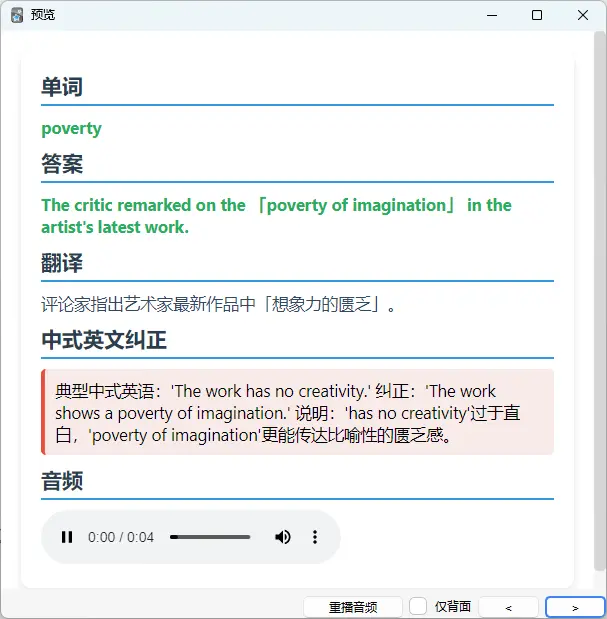 预览
单词
poverty
答案
The critic remarked on the 「poverty of imagination」 in the
artist's latest work.
翻译
评论家指出艺术家最新作品中「想象力的匮乏」。
中式英文纠正
典型中式英语：'The work has no creativity.' 纠正：'The work
shows a poverty of imagination.' 说明：'has no creativity'过于直
白，'poverty of imagination'更能传达比喻性的匮乏感。
音频
0:00 / 0:04
重播音频 仅背面 < >